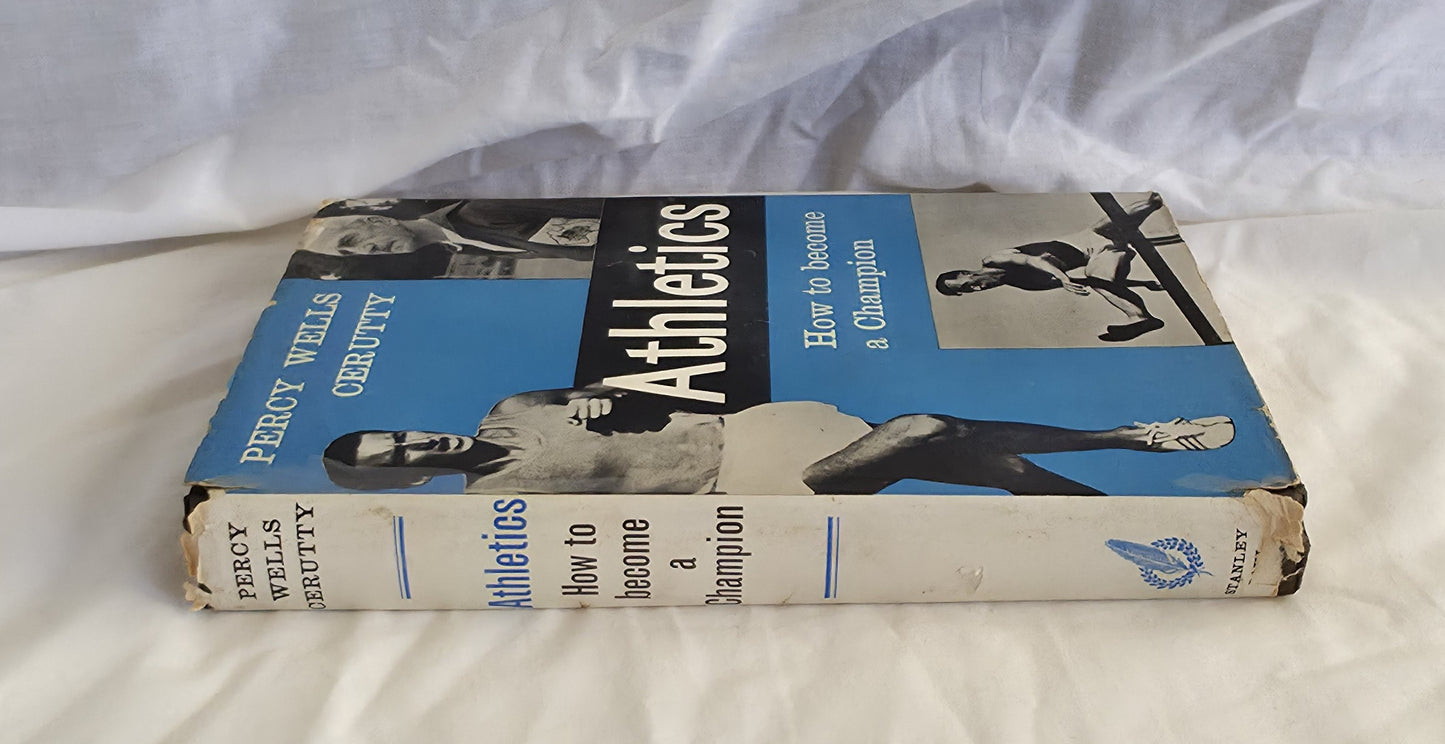 PERCY WELLS
CERUTTY
Athletics
How to become
a Champion
PERCY
WELLS
CERUTTY
Athletics
How to
become
a
Champion
STANLEY